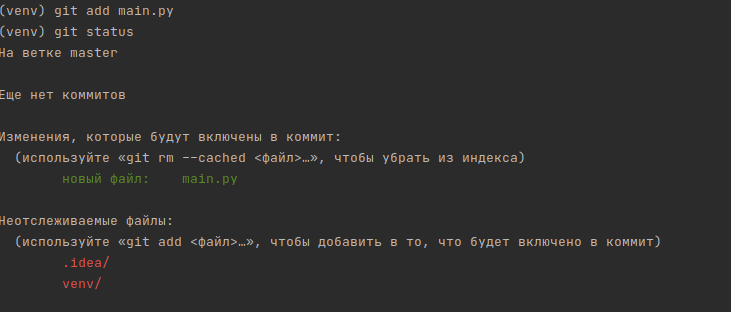 (venv) git add main.py
(venv) git status
На ветке master
Еще нет коммитов
Изменения, которые будут включены в коммит:
(используйте «git rm --cached <файл>…», чтобы убрать из индекса)
новый файл:    main.py
Неотслеживаемые файлы:
(используйте «git add <файл>…», чтобы добавить в то, что будет включено в коммит)
.idea/
venv/